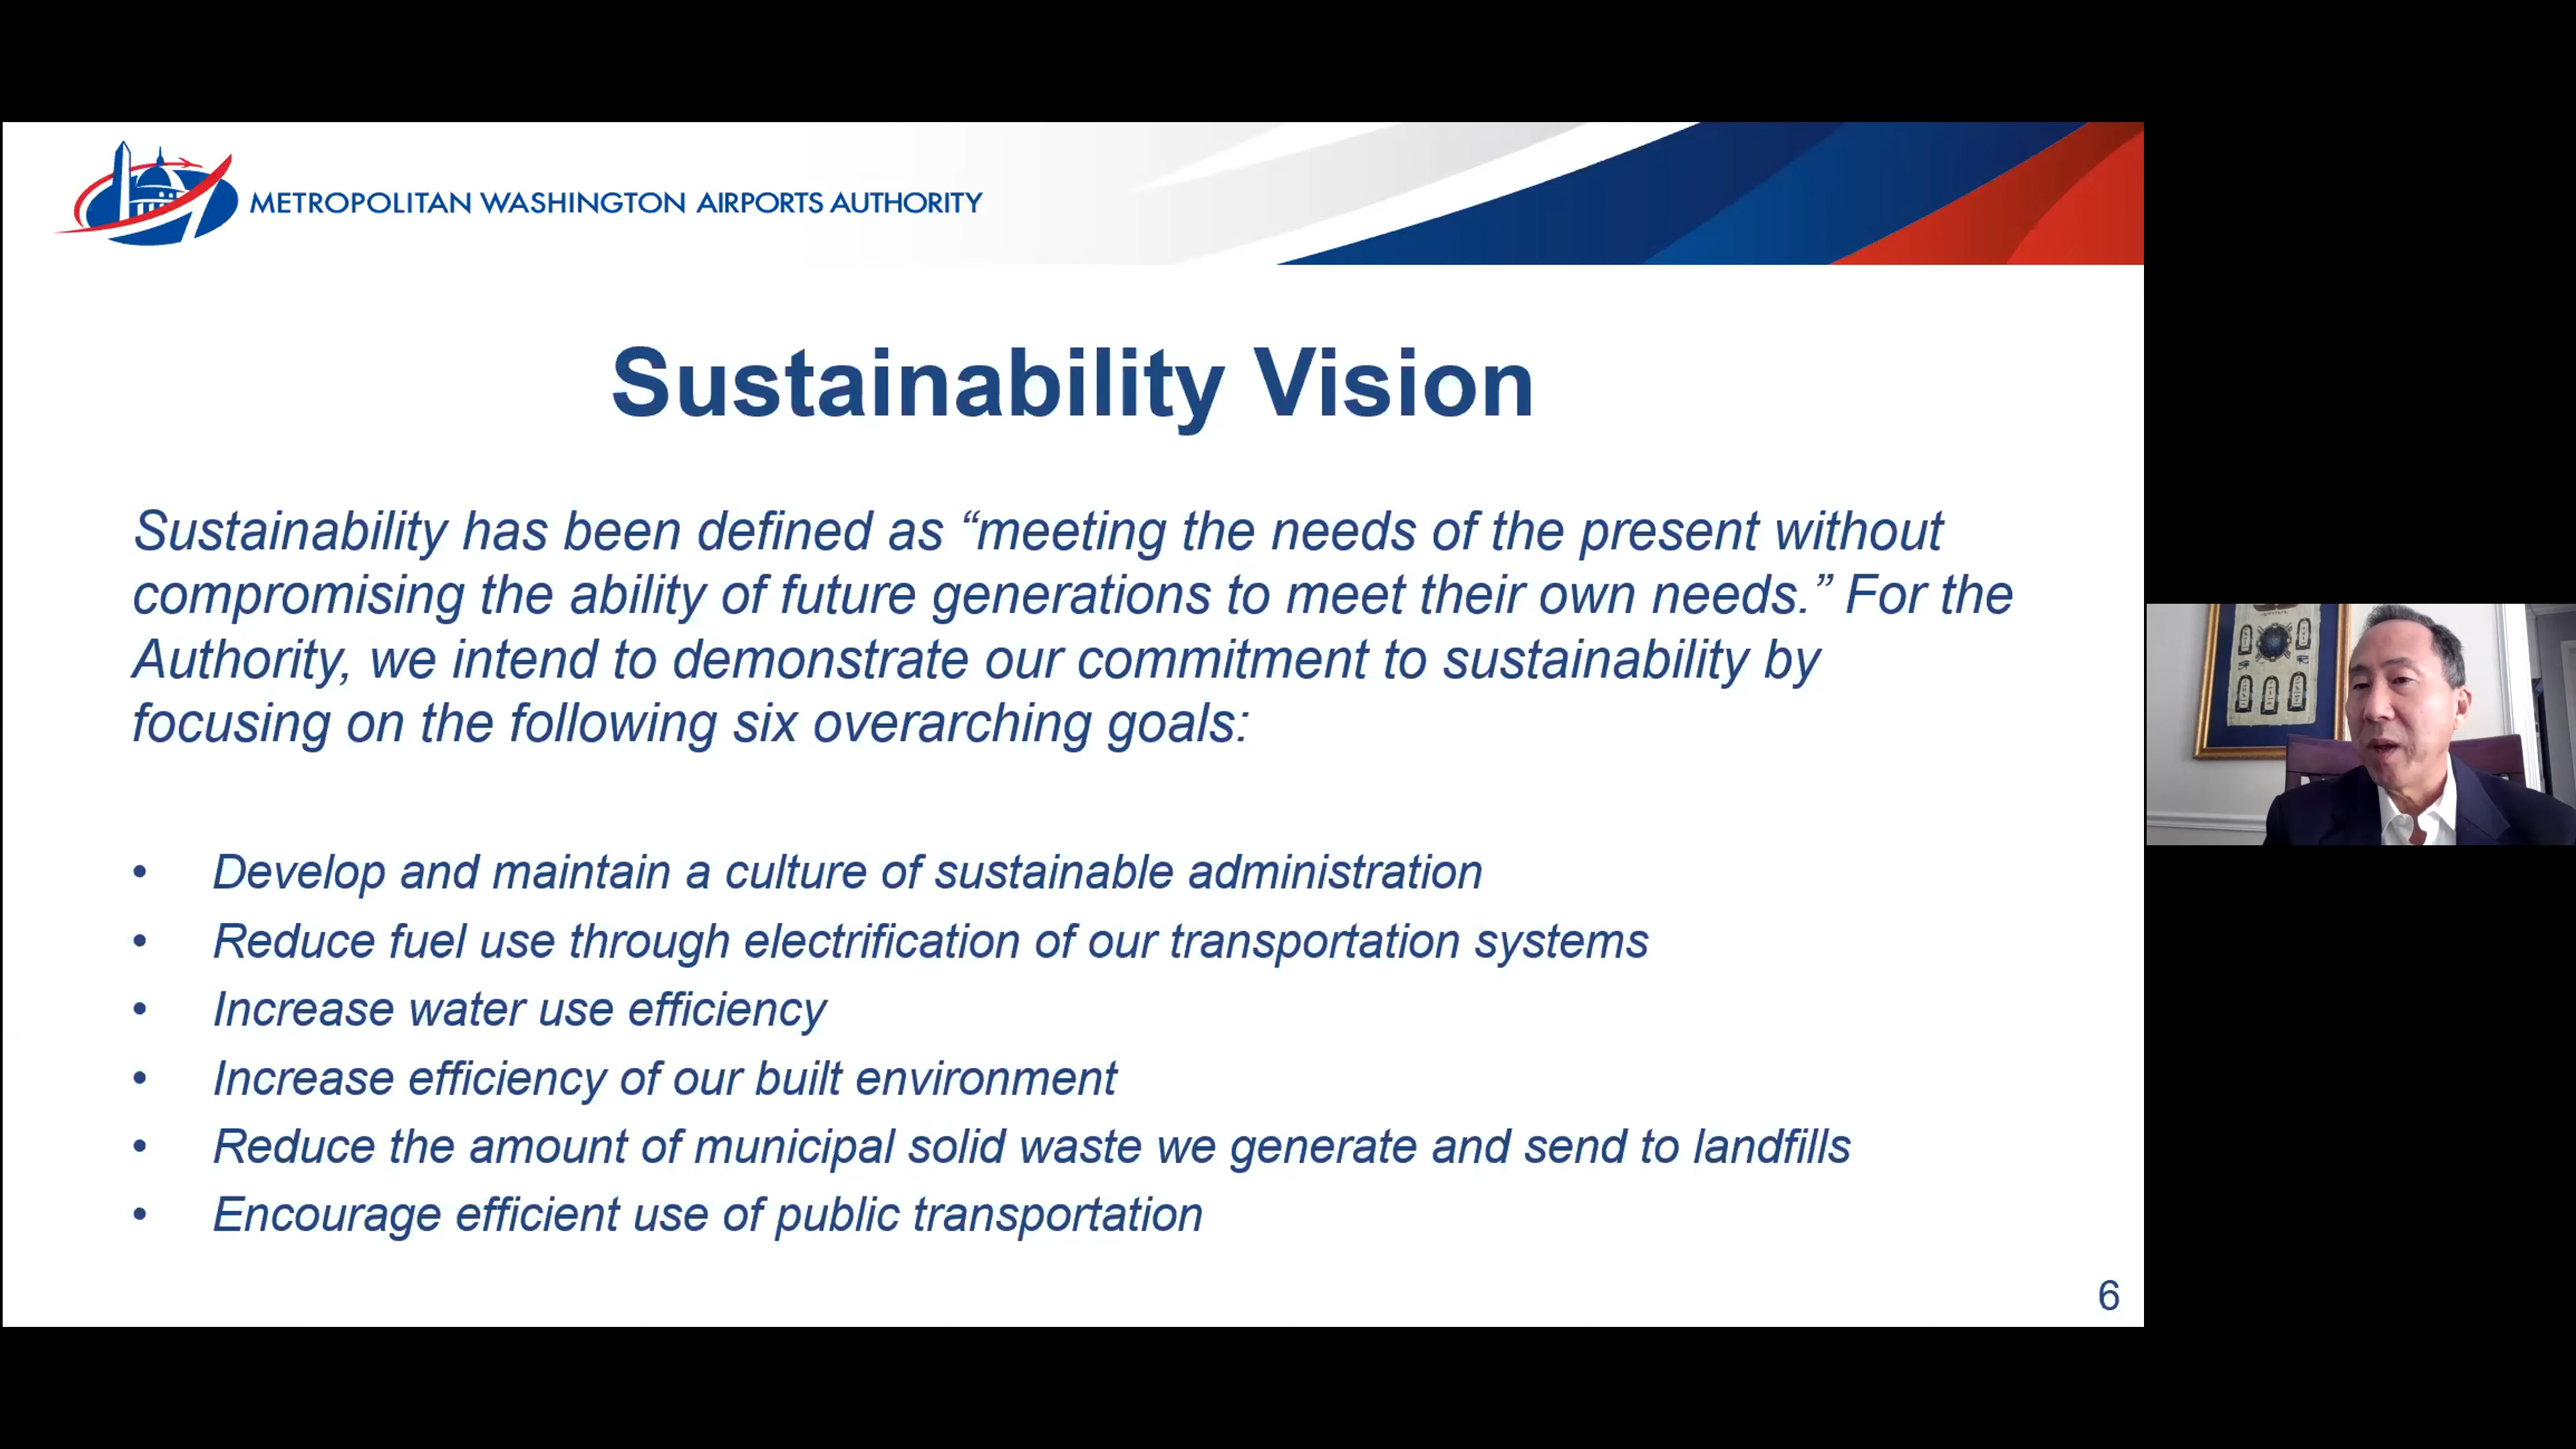 METROPOLITAN WASHINGTON AIRPORTS AUTHORITY
Sustainability Vision
Sustainability has been defined as “meeting the needs of the present without
compromising the ability of future generations to meet their own needs.” For the
Authority, we intend to demonstrate our commitment to sustainability by
focusing on the following six overarching goals:
• Develop and maintain a culture of sustainable administration
• Reduce fuel use through electrification of our transportation systems
• Increase water use efficiency
• Increase efficiency of our built environment
• Reduce the amount of municipal solid waste we generate and send to landfills
• Encourage efficient use of public transportation
6